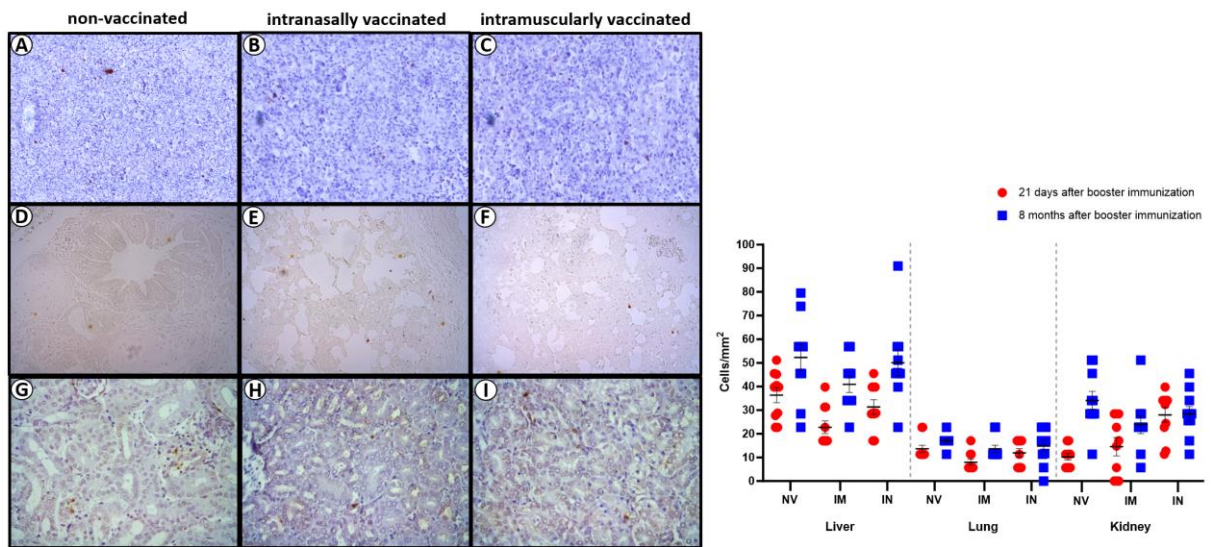 non-vaccinated intranasally vaccinated intramuscularly vaccinated
A B C
D E F
G H I
21 days after booster immunization
8 months after booster immunization
Cells/mm²
100
90
80
70
60
50
40
30
20
10
0
NV IM IN NV IM IN NV IM IN
Liver Lung Kidney